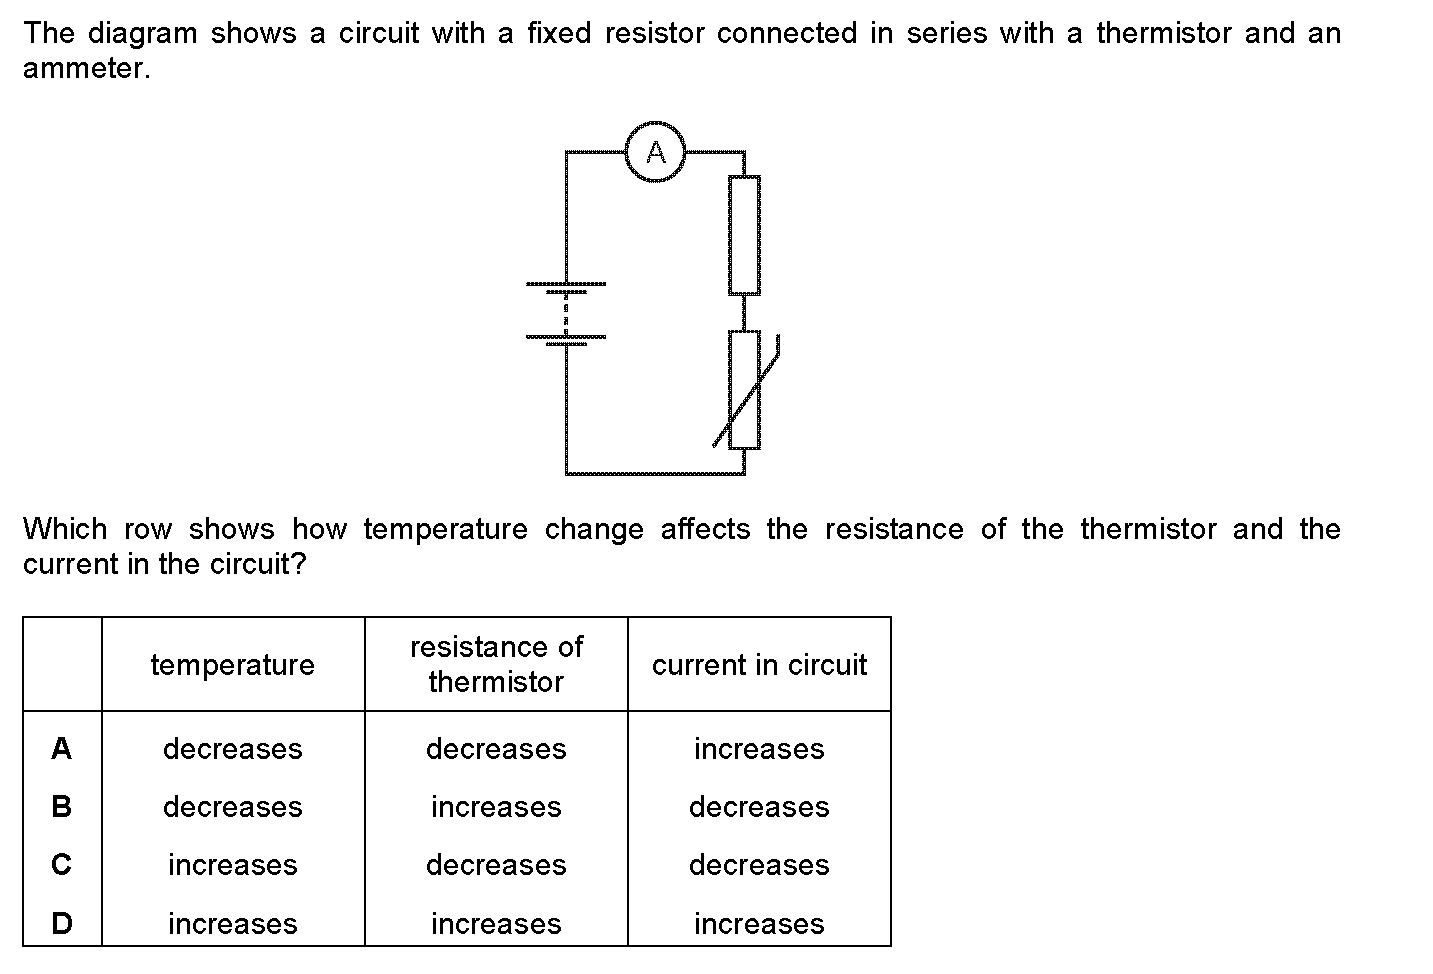 The diagram shows a circuit with a fixed resistor connected in series with a thermistor and an
ammeter.
A
Which row shows how temperature change affects the resistance of the thermistor and the
current in the circuit?
temperature resistance of thermistor current in circuit
A decreases decreases increases
B decreases increases decreases
C increases decreases decreases
D increases increases increases